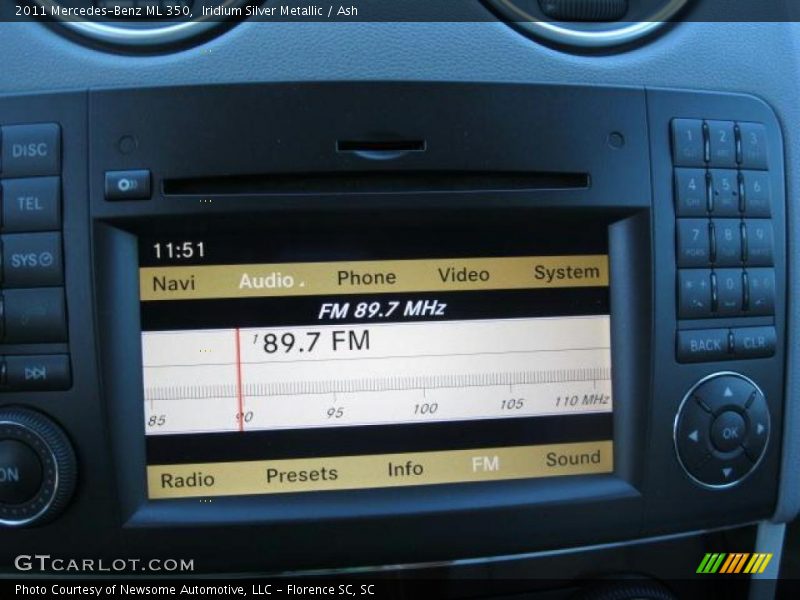 2011 Mercedes-Benz ML 350, Iridium Silver Metallic / Ash
DISC
TEL
SYS
ON
11:51
Navi Audio Phone Video System
FM 89.7 MHz
89.7 FM
85 90 95 100 105 110 MHz
Radio Presets Info FM Sound
1 2 3
4 5 6
7 8 9
* 0 #
BACK CLR
OK
GTCARLOT.COM
Photo Courtesy of Newsome Automotive, LLC - Florence SC, SC